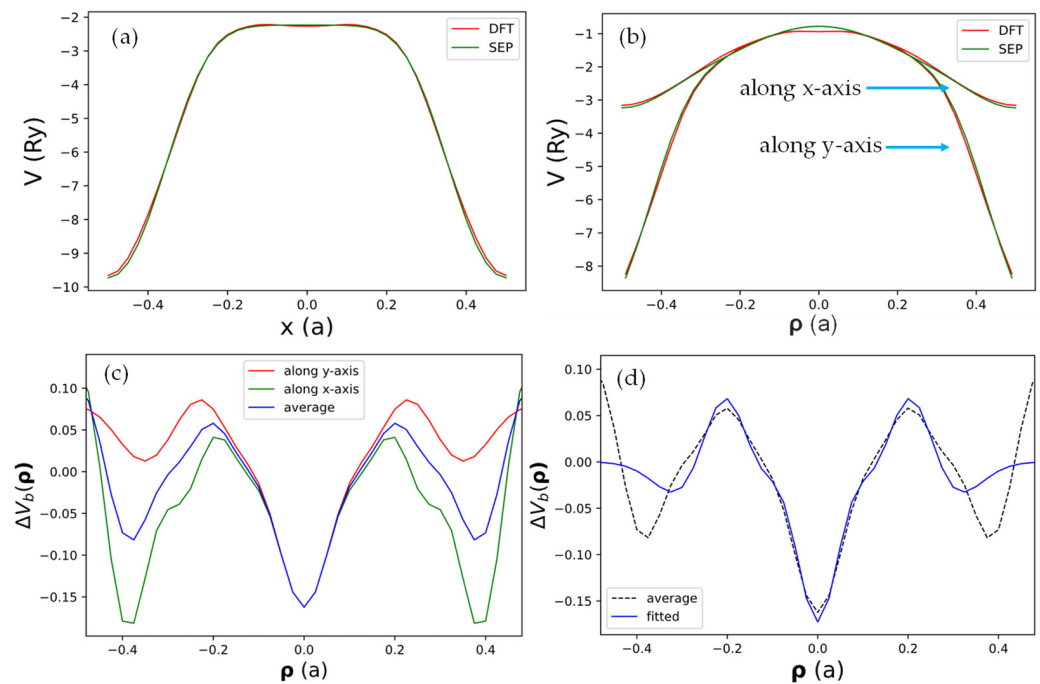 (a)
DFT
SEP
−2
−3
−4
−5
−6
−7
−8
−9
−10
V (Ry)
−0.4
−0.2
0.0
0.2
0.4
x (a)
(b)
DFT
SEP
along x-axis
along y-axis
−1
−2
−3
−4
−5
−6
−7
−8
V (Ry)
−0.4
−0.2
0.0
0.2
0.4
ρ (a)
(c)
along y-axis
along x-axis
average
0.10
0.05
0.00
−0.05
−0.10
−0.15
ΔV_b(ρ)
−0.4
−0.2
0.0
0.2
0.4
ρ (a)
(d)
average
fitted
0.10
0.05
0.00
−0.05
−0.10
−0.15
ΔV_b(ρ)
−0.4
−0.2
0.0
0.2
0.4
ρ (a)